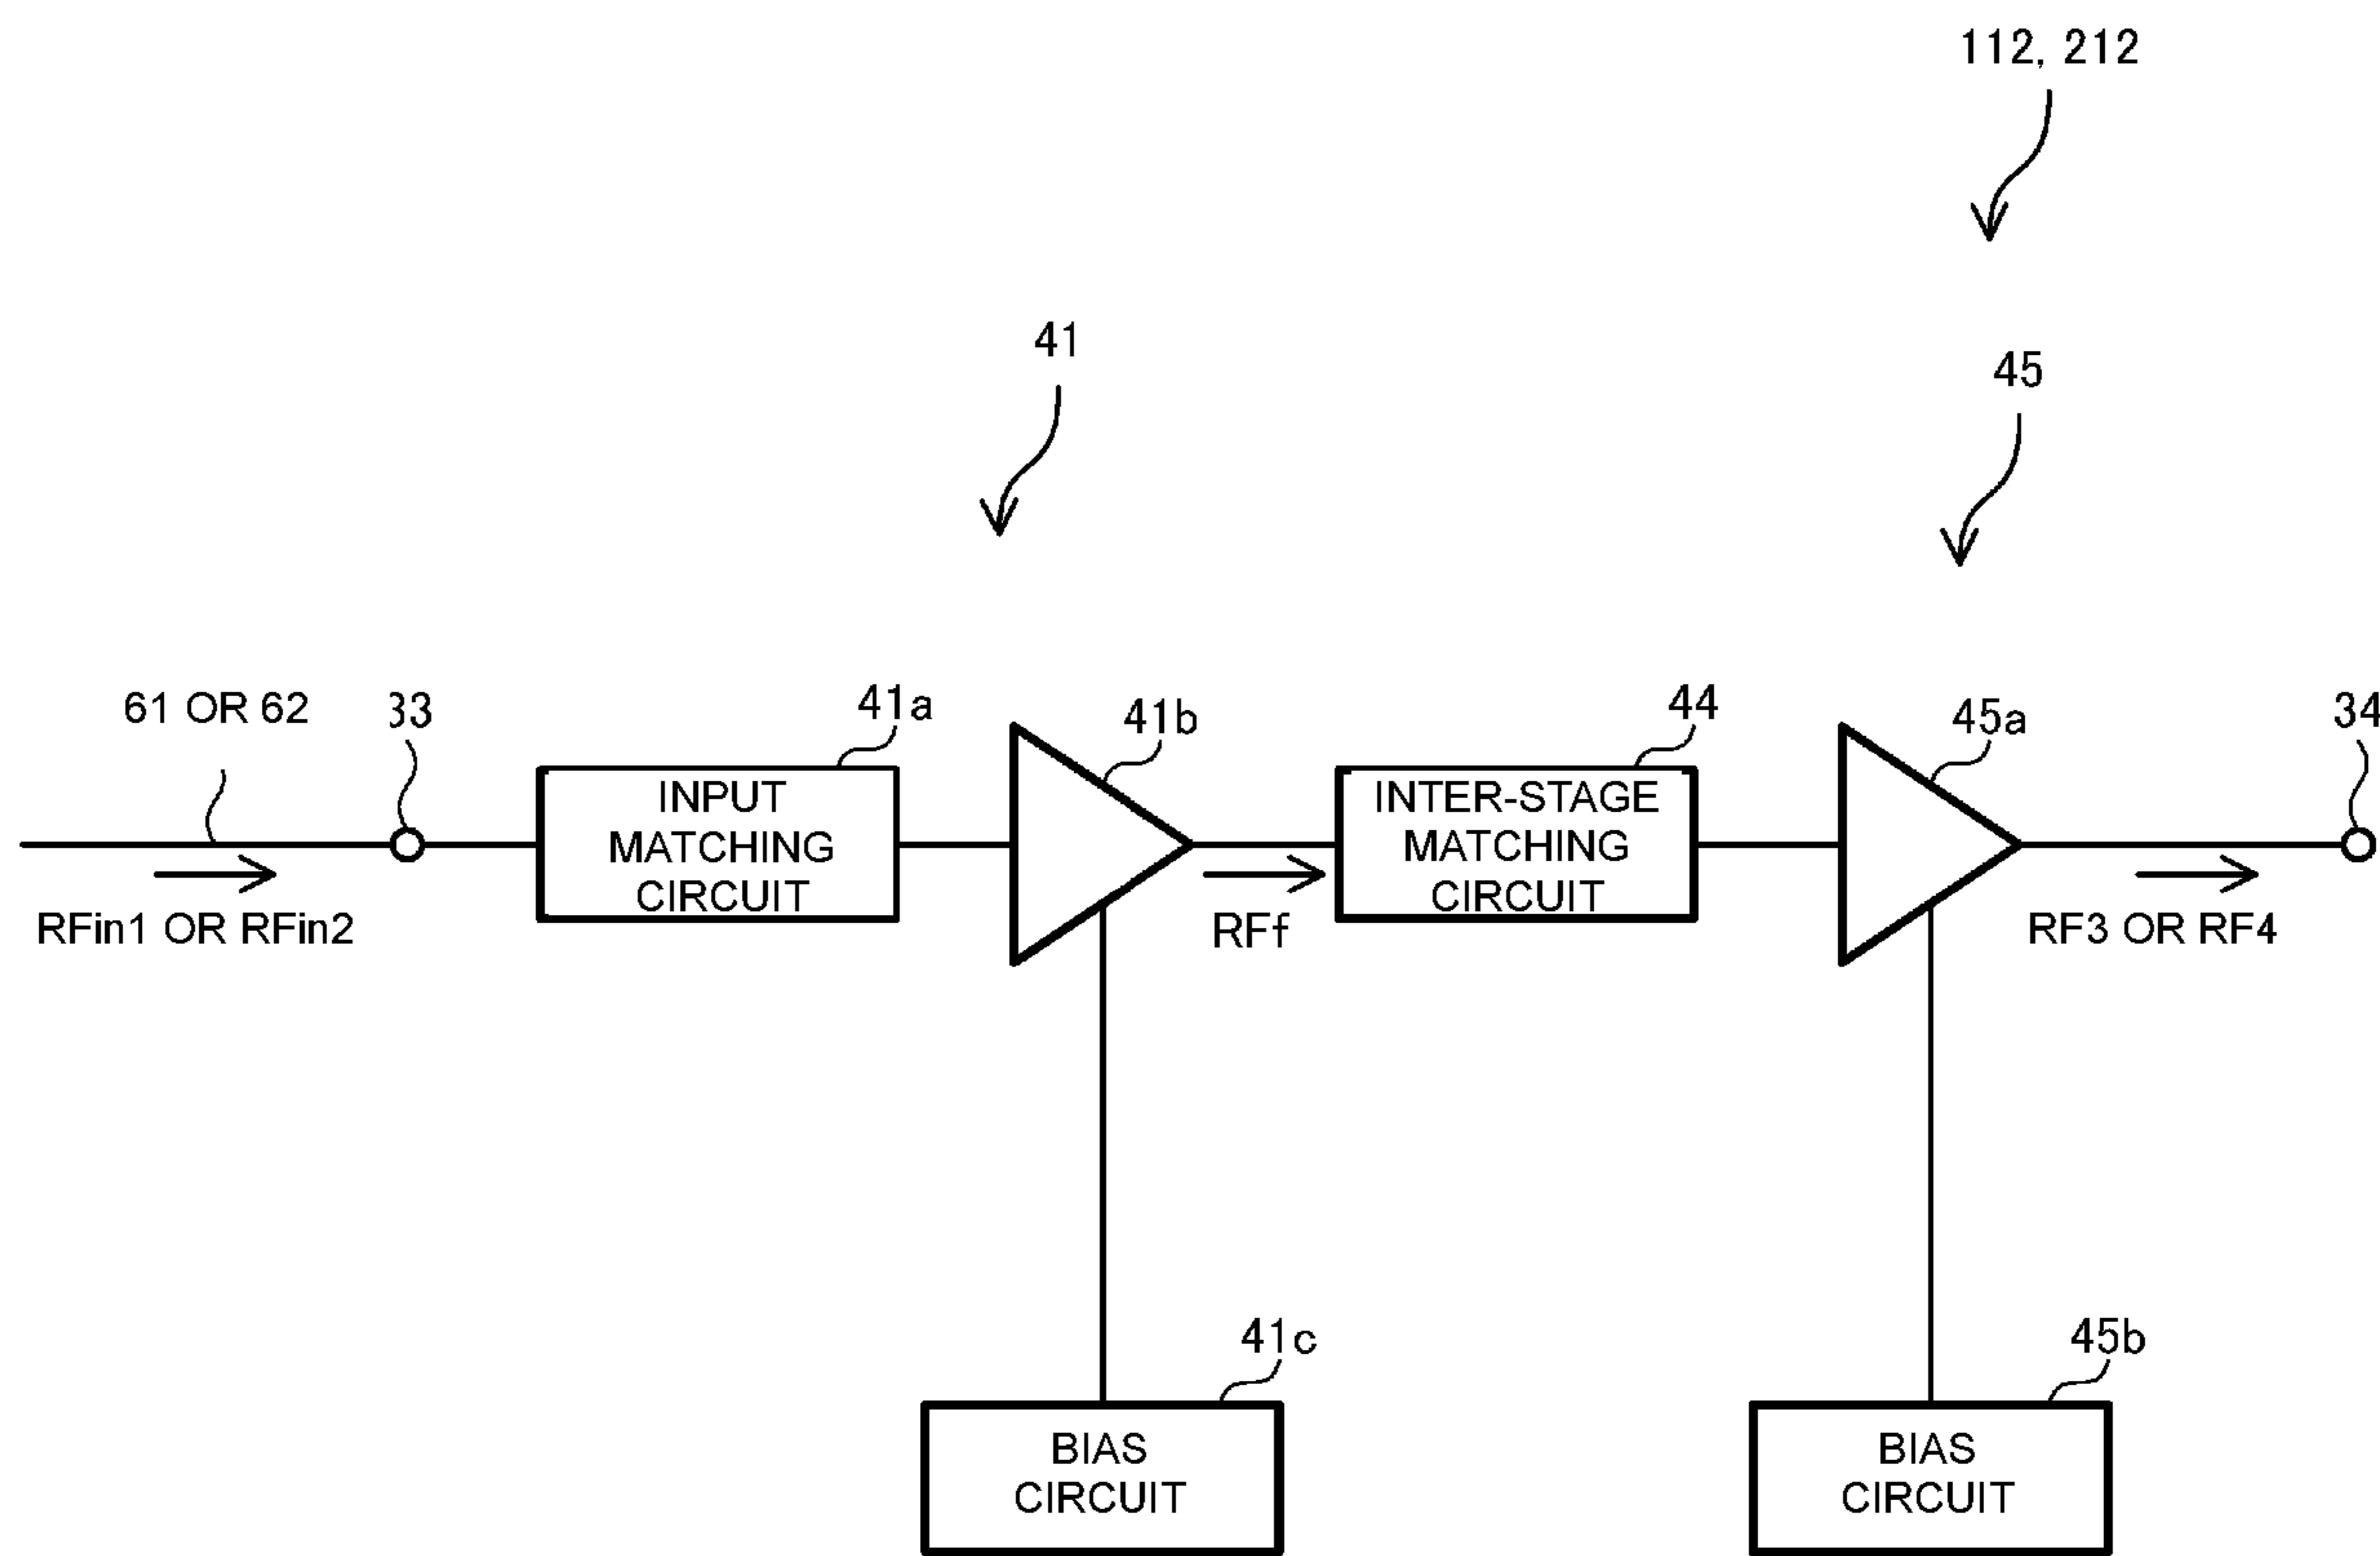 112, 212
41
45
61 OR 62
33
41a
41b
44
45a
34
INPUT
MATCHING
CIRCUIT
INTER-STAGE
MATCHING
CIRCUIT
RFin1 OR RFin2
RFf
RF3 OR RF4
41c
45b
BIAS
CIRCUIT
BIAS
CIRCUIT